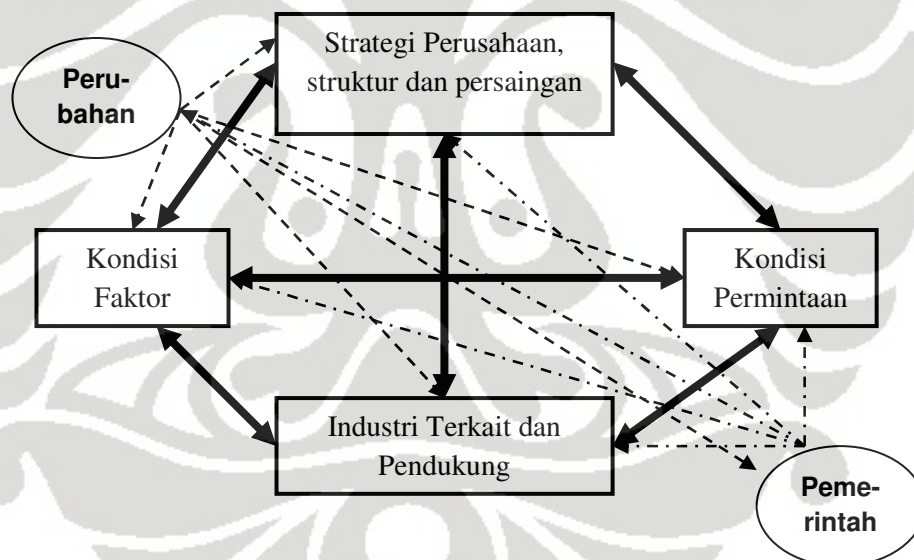 Strategi Perusahaan,
struktur dan persaingan
Peru-
bahan
Kondisi
Faktor
Kondisi
Permintaan
Industri Terkait dan
Pendukung
Peme-
rintah